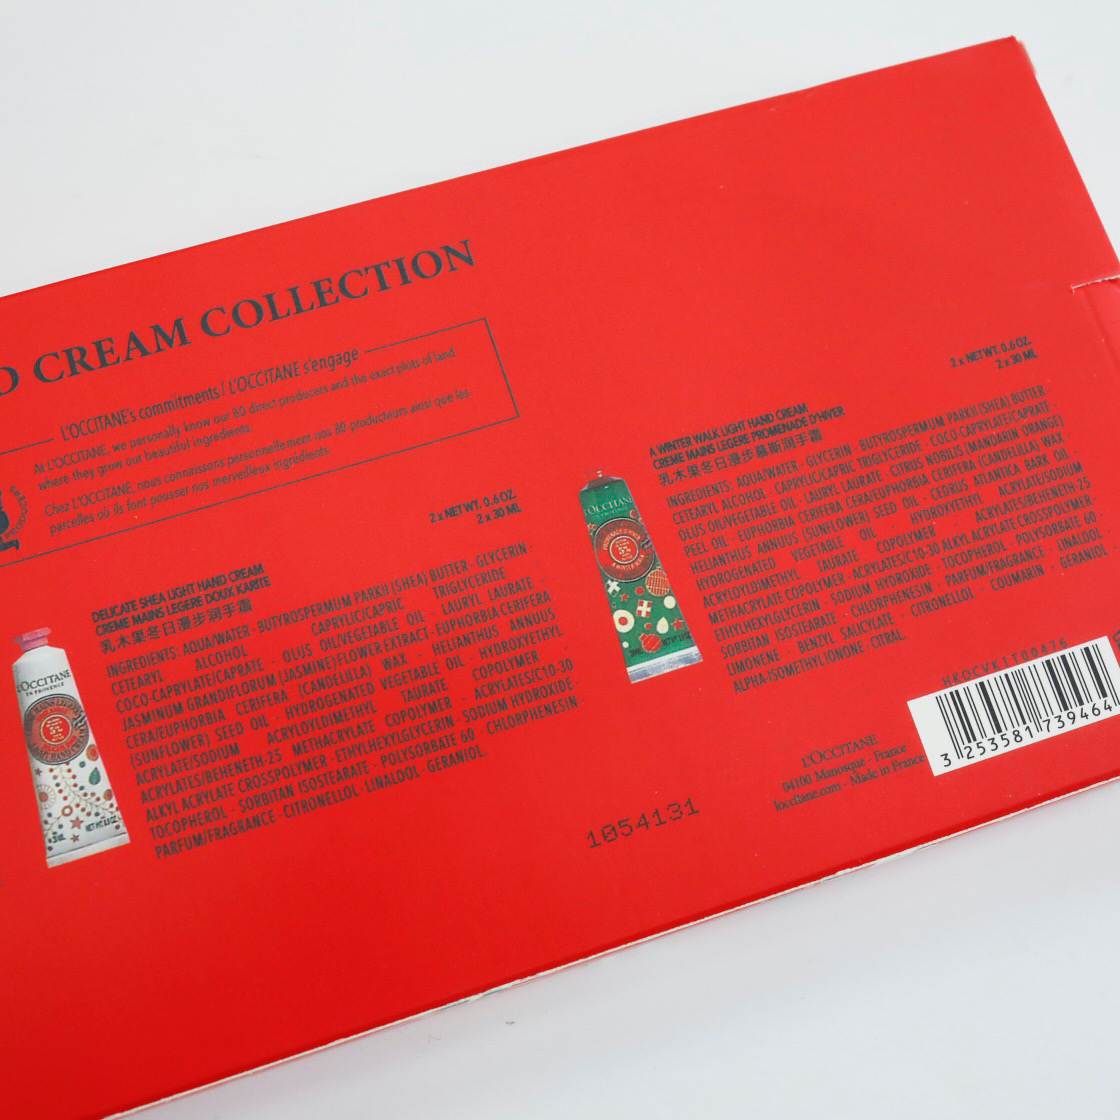 D CREAM COLLECTION
L'OCCITANE's commitments / L'OCCITANE s'engage
At L'OCCITANE, we personally know our 80 direct producers and the exact plots of land
where they grow our beautiful ingredients.
Chez L'OCCITANE, nous connaissons personnellement nos 80 producteurs ainsi que les
parcelles où ils font pousser nos merveilleux ingrédients.
2 x NET WT. 0.6 OZ.
2 x 30 ML
DELICATE SHEA LIGHT HAND CREAM
CREME MAINS LEGERE DOUX KARITE
乳木果冬日漫步润手霜
INGREDIENTS: AQUA/WATER · BUTYROSPERMUM PARKII (SHEA) BUTTER · GLYCERIN ·
CETEARYL ALCOHOL · CAPRYLIC/CAPRIC TRIGLYCERIDE ·
COCO-CAPRYLATE/CAPRATE · OLUS OIL/VEGETABLE OIL · LAURYL LAURATE ·
JASMINUM GRANDIFLORUM (JASMINE) FLOWER EXTRACT · EUPHORBIA CERIFERA
CERA/EUPHORBIA CERIFERA (CANDELILLA) WAX · HELIANTHUS ANNUUS
(SUNFLOWER) SEED OIL · HYDROGENATED VEGETABLE OIL · HYDROXYETHYL
ACRYLATE/SODIUM ACRYLOYLDIMETHYL TAURATE COPOLYMER ·
ACRYLATES/BEHENETH-25 METHACRYLATE COPOLYMER · ACRYLATES/C10-30
ALKYL ACRYLATE CROSSPOLYMER · ETHYLHEXYLGLYCERIN · SODIUM HYDROXIDE ·
TOCOPHEROL · SORBITAN ISOSTEARATE · POLYSORBATE 60 · CHLORPHENESIN ·
PARFUM/FRAGRANCE · CITRONELLOL · LINALOOL · GERANIOL.
L'OCCITANE
EN PROVENCE
2 x NET WT. 0.6 OZ.
2 x 30 ML
A WINTER WALK LIGHT HAND CREAM
CREME MAINS LEGERE PROMENADE D'HIVER
乳木果冬日漫步慕斯润手霜
INGREDIENTS: AQUA/WATER · GLYCERIN · BUTYROSPERMUM PARKII (SHEA) BUTTER ·
CETEARYL ALCOHOL · CAPRYLIC/CAPRIC TRIGLYCERIDE · COCO-CAPRYLATE/CAPRATE ·
OLUS OIL/VEGETABLE OIL · LAURYL LAURATE · CITRUS NOBILIS (MANDARIN ORANGE)
PEEL OIL · EUPHORBIA CERIFERA CERA/EUPHORBIA CERIFERA (CANDELILLA) WAX ·
HELIANTHUS ANNUUS (SUNFLOWER) SEED OIL · CEDRUS ATLANTICA BARK OIL ·
HYDROGENATED VEGETABLE OIL · HYDROXYETHYL ACRYLATE/SODIUM
ACRYLOYLDIMETHYL TAURATE COPOLYMER · ACRYLATES/BEHENETH-25
METHACRYLATE COPOLYMER · ACRYLATES/C10-30 ALKYL ACRYLATE CROSSPOLYMER ·
ETHYLHEXYLGLYCERIN · SODIUM HYDROXIDE · TOCOPHEROL · POLYSORBATE 60 ·
SORBITAN ISOSTEARATE · CHLORPHENESIN · PARFUM/FRAGRANCE · LINALOOL ·
LIMONENE · BENZYL SALICYLATE · CITRONELLOL · COUMARIN · GERANIOL ·
ALPHA-ISOMETHYL IONONE · CITRAL.
L'OCCITANE
EN PROVENCE
HKOCVKIT00476
3 253581 739464
L'OCCITANE
04100 Manosque - France
loccitane.com - Made in France
1054131